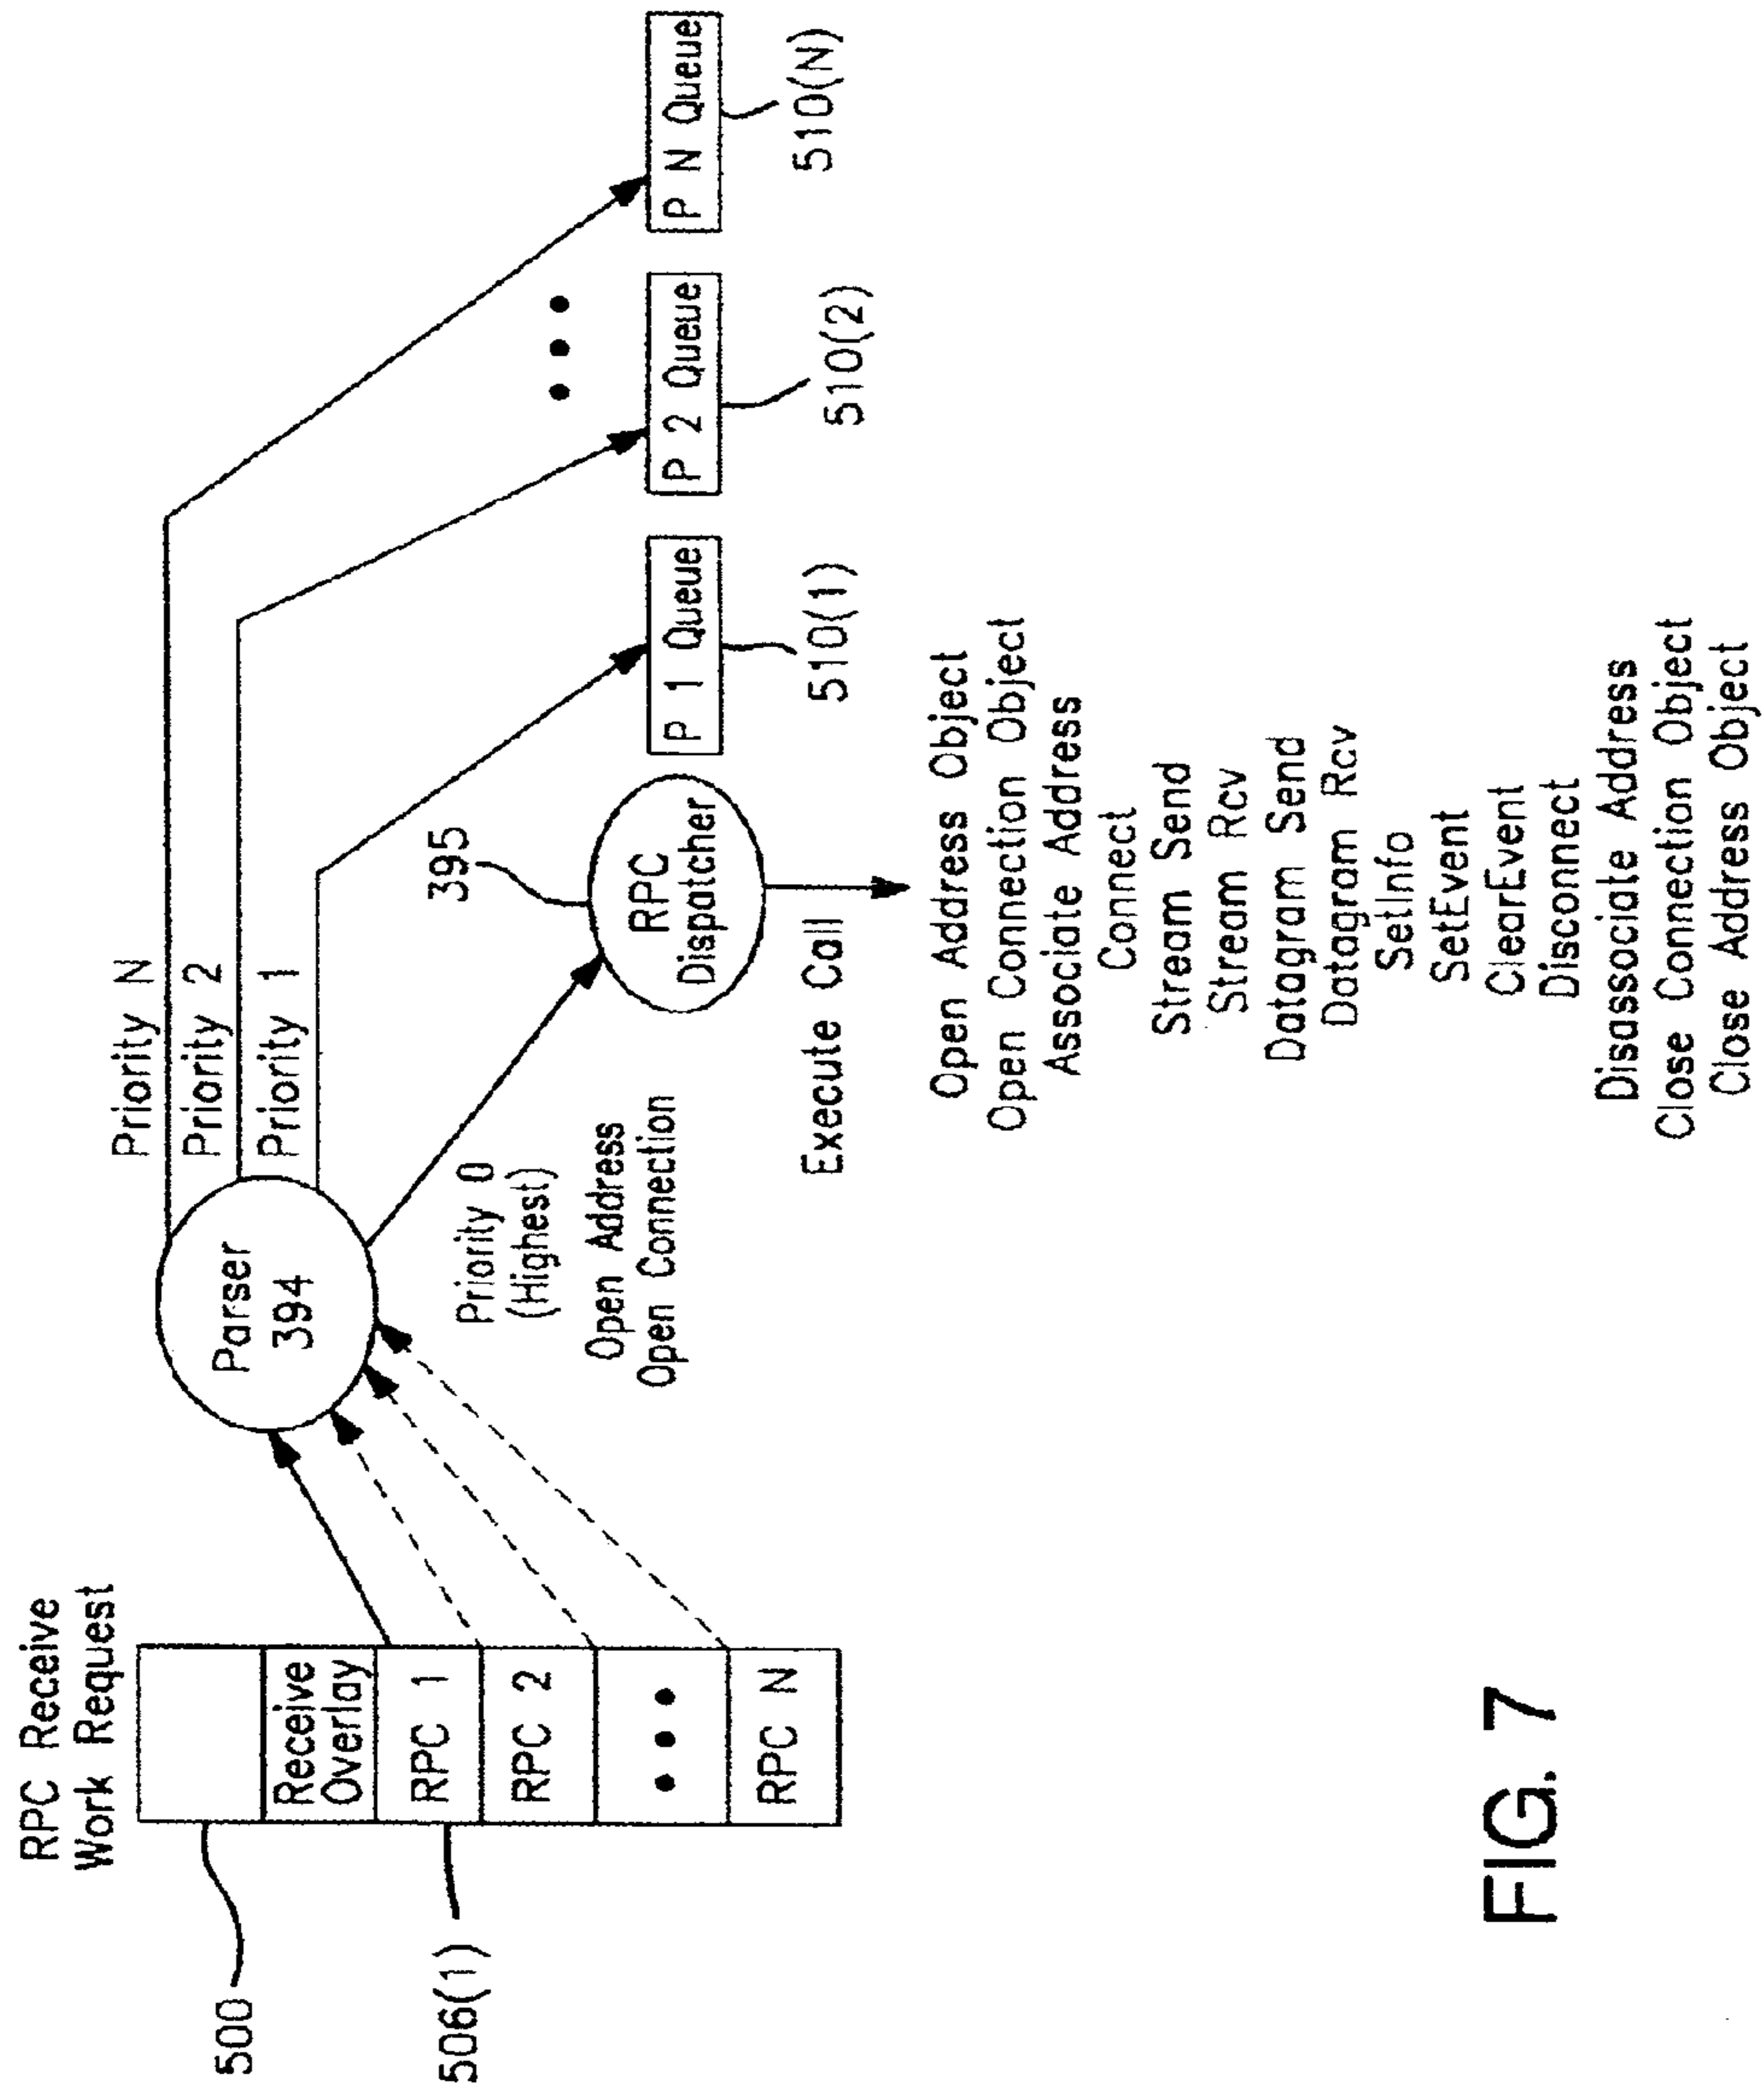 RPC Receive
Work Request
500
Receive
Overlay
506(1)
RPC 1
RPC 2
• • •
RPC N
Parser
394
Priority N
Priority 2
Priority 1
Priority 0
(Highest)
Open Address
Open Connection
395
RPC
Dispatcher
P 1 Queue
510(1)
P 2 Queue
510(2)
• • •
P N Queue
510(N)
Execute Call
Open Address Object
Open Connection Object
Associate Address
Connect
Stream Send
Stream Rcv
Datagram Send
Datagram Rcv
SetInfo
SetEvent
ClearEvent
Disconnect
Disassociate Address
Close Connection Object
Close Address Object
FIG. 7